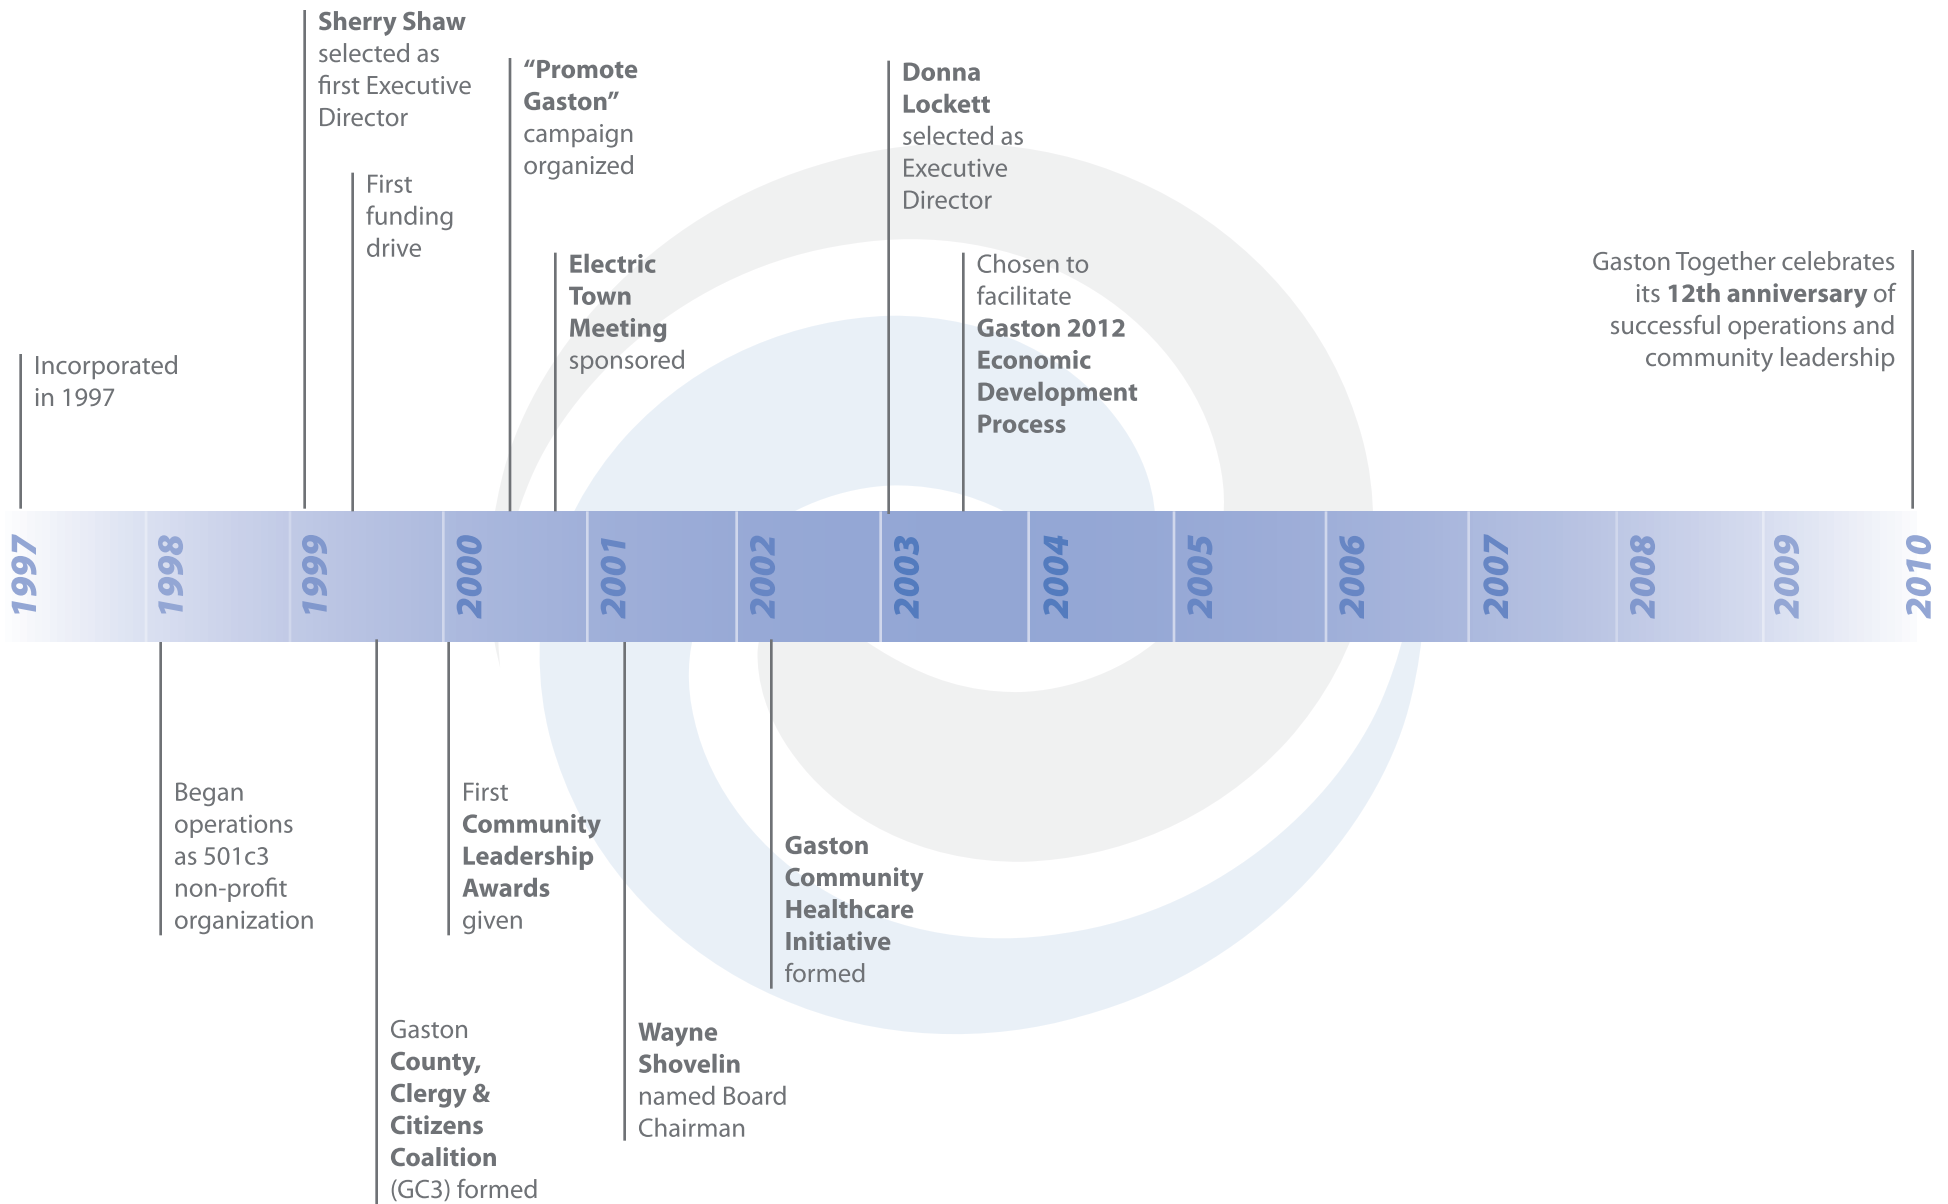 Sherry Shaw
selected as
first Executive
Director
First
funding
drive
“Promote
Gaston”
campaign
organized
Electric
Town
Meeting
sponsored
Donna
Lockett
selected as
Executive
Director
Chosen to
facilitate
Gaston 2012
Economic
Development
Process
Gaston Together celebrates
its 12th anniversary of
successful operations and
community leadership
Incorporated
in 1997
1997
1998
1999
2000
2001
2002
2003
2004
2005
2006
2007
2008
2009
2010
Began
operations
as 501c3
non-profit
organization
Gaston
County,
Clergy &
Citizens
Coalition
(GC3) formed
First
Community
Leadership
Awards
given
Wayne
Shovelin
named Board
Chairman
Gaston
Community
Healthcare
Initiative
formed